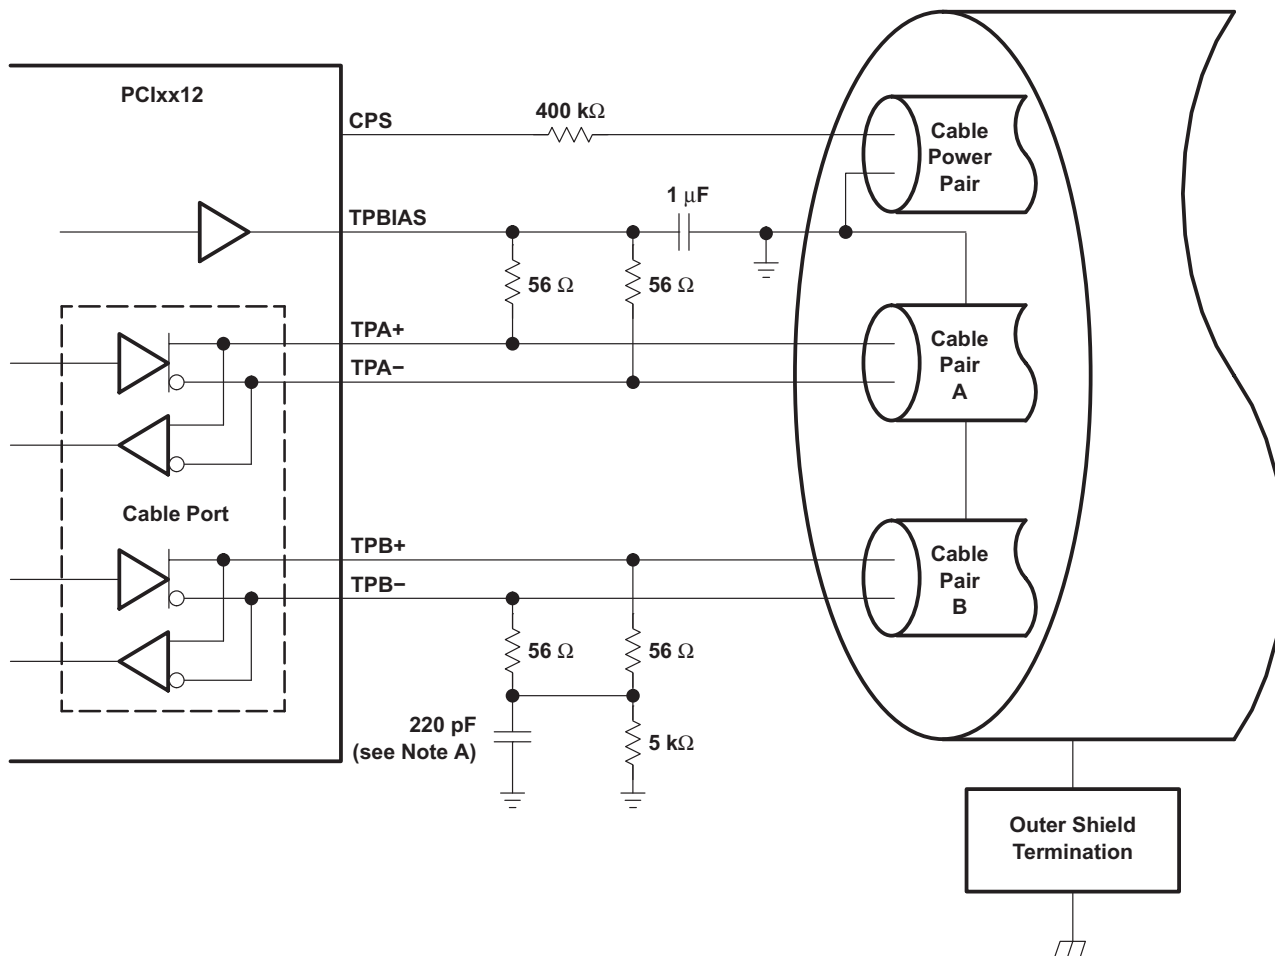 PCIxx12
CPS
400 kΩ
Cable
Power
Pair
1 μF
TPBIAS
56 Ω
56 Ω
TPA+
TPA−
Cable
Pair
A
Cable Port
TPB+
TPB−
Cable
Pair
B
56 Ω
56 Ω
220 pF
(see Note A)
5 kΩ
Outer Shield
Termination